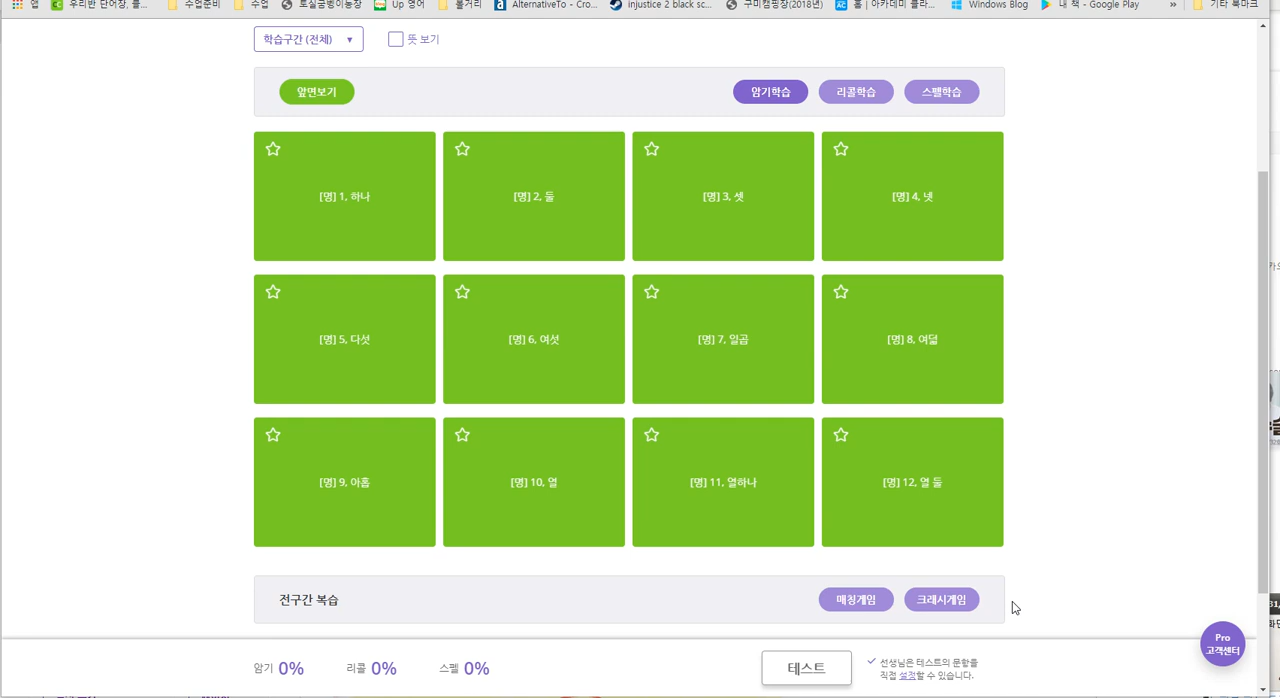 앱 우리반 단어장, 클... 수업준비 수업 토실금벙이농장 Up 영어 볼거리 AlternativeTo - Cro... injustice 2 black sc... 구미캠핑장(2018년) 홈 | 아카데미 클라... Windows Blog 내 책 - Google Play » 기타 북마크
학습구간 (전체) ▼ 뜻 보기
앞면보기 암기학습 리콜학습 스펠학습
[명] 1, 하나 [명] 2, 둘 [명] 3, 셋 [명] 4, 넷
[명] 5, 다섯 [명] 6, 여섯 [명] 7, 일곱 [명] 8, 여덟
[명] 9, 아홉 [명] 10, 열 [명] 11, 열하나 [명] 12, 열 둘
전구간 복습 매칭게임 크래시게임
Pro
고객센터
암기 0% 리콜 0% 스펠 0% 테스트 선생님은 테스트의 문항을
직접 설정할 수 있습니다.